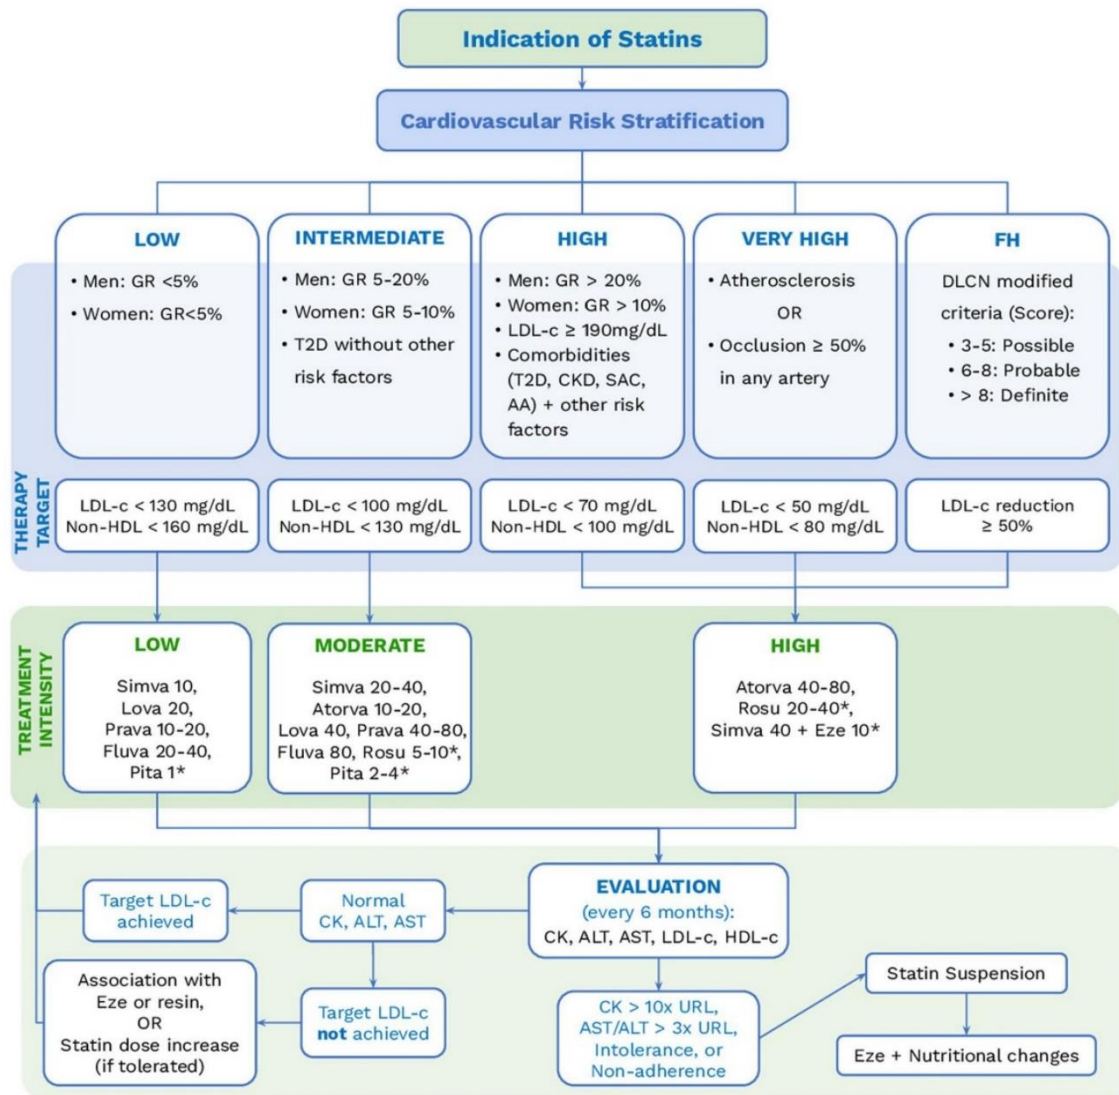 Indication of Statins
Cardiovascular Risk Stratification
LOW
• Men: GR <5%
• Women: GR<5%
INTERMEDIATE
• Men: GR 5-20%
• Women: GR 5-10%
• T2D without other
risk factors
HIGH
• Men: GR > 20%
• Women: GR > 10%
• LDL-c ≥ 190mg/dL
• Comorbidities
(T2D, CKD, SAC,
AA) + other risk
factors
VERY HIGH
• Atherosclerosis
OR
• Occlusion ≥ 50%
in any artery
FH
DLCN modified
criteria (Score):
• 3-5: Possible
• 6-8: Probable
• > 8: Definite
THERAPY
TARGET
LDL-c < 130 mg/dL
Non-HDL < 160 mg/dL
LDL-c < 100 mg/dL
Non-HDL < 130 mg/dL
LDL-c < 70 mg/dL
Non-HDL < 100 mg/dL
LDL-c < 50 mg/dL
Non-HDL < 80 mg/dL
LDL-c reduction
≥ 50%
TREATMENT
INTENSITY
LOW
Simva 10,
Lova 20,
Prava 10-20,
Fluva 20-40,
Pita 1*
MODERATE
Simva 20-40,
Atorva 10-20,
Lova 40, Prava 40-80,
Fluva 80, Rosu 5-10*,
Pita 2-4*
HIGH
Atorva 40-80,
Rosu 20-40*,
Simva 40 + Eze 10*
EVALUATION
(every 6 months):
CK, ALT, AST, LDL-c, HDL-c
Normal
CK, ALT, AST
Target LDL-c
achieved
Target LDL-c
not achieved
Association with
Eze or resin,
OR
Statin dose increase
(if tolerated)
CK > 10x URL,
AST/ALT > 3x URL,
Intolerance, or
Non-adherence
Statin Suspension
Eze + Nutritional changes